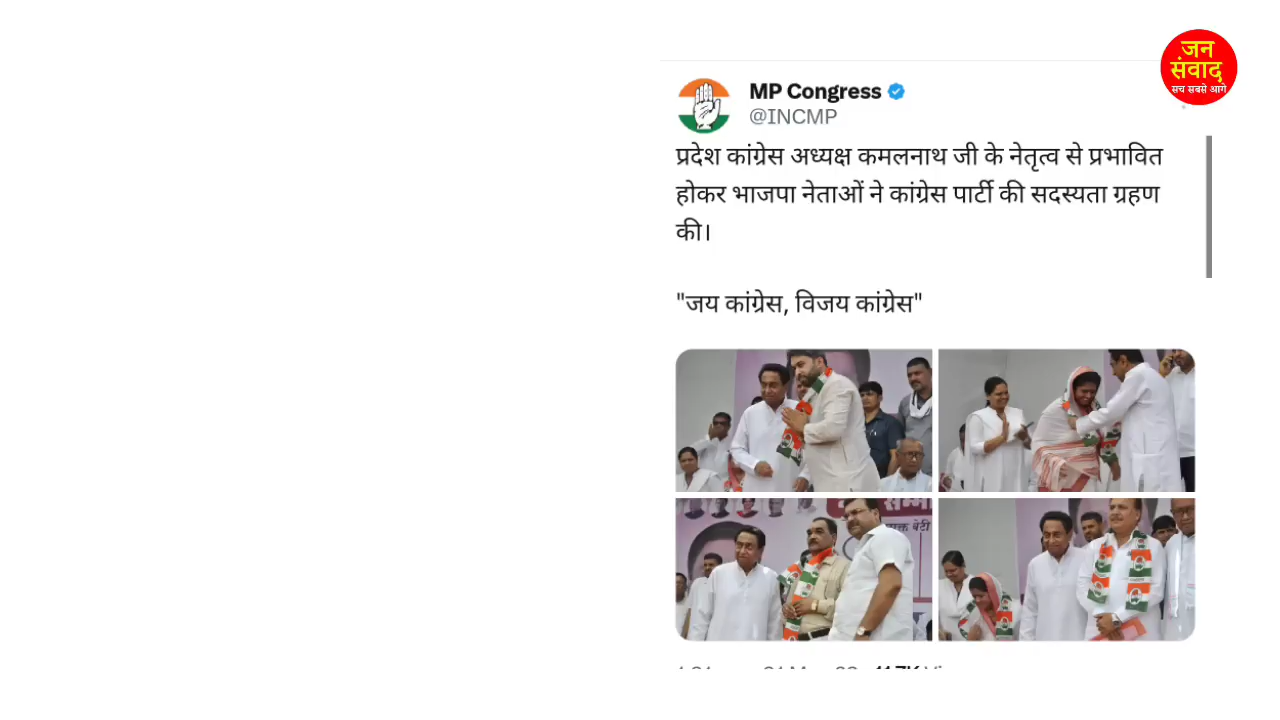 जन
संवाद
सच सबसे आगे
MP Congress
@INCMP
प्रदेश कांग्रेस अध्यक्ष कमलनाथ जी के नेतृत्व से प्रभावित
होकर भाजपा नेताओं ने कांग्रेस पार्टी की सदस्यता ग्रहण
की।
"जय कांग्रेस, विजय कांग्रेस"